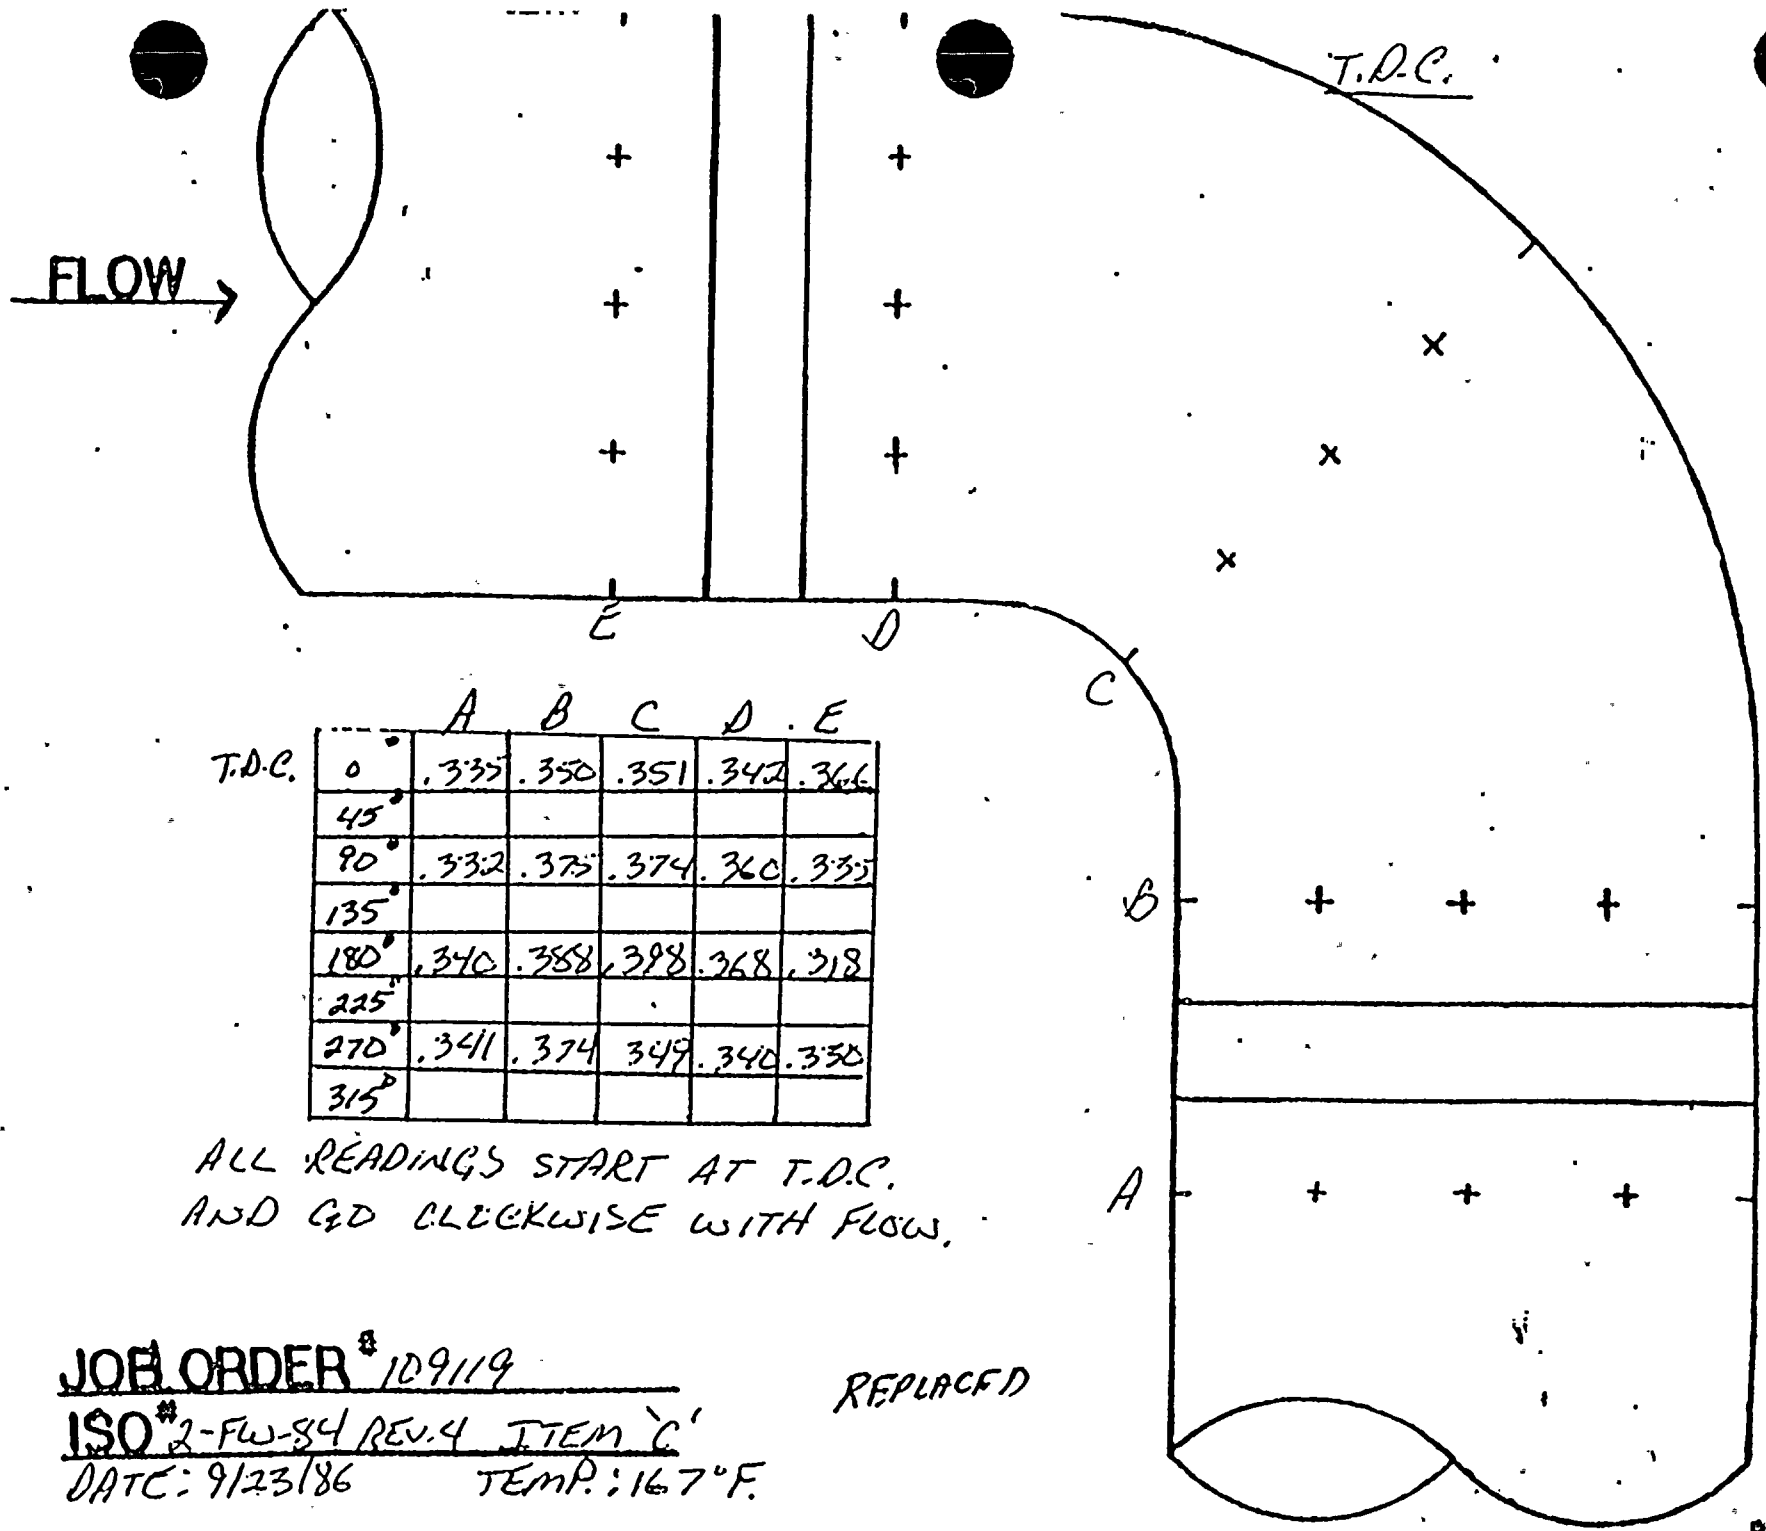 T.D.C.
FLOW
E
D
C
A B C D E
T.D.C. 0° .335 .350 .351 .342 .366
45°
90° .332 .375 .374 .360 .335
135°
180° .340 .388 .398 .368 .318
225°
270° .341 .374 349 .340 .330
315°
B
A
ALL READINGS START AT T.D.C.
AND GO CLOCKWISE WITH FLOW.
JOB ORDER # 109119
REPLACED
ISO # 2-FW-84 REV.4 ITEM 'C'
DATE: 9/23/86 TEMP.: 167°F.